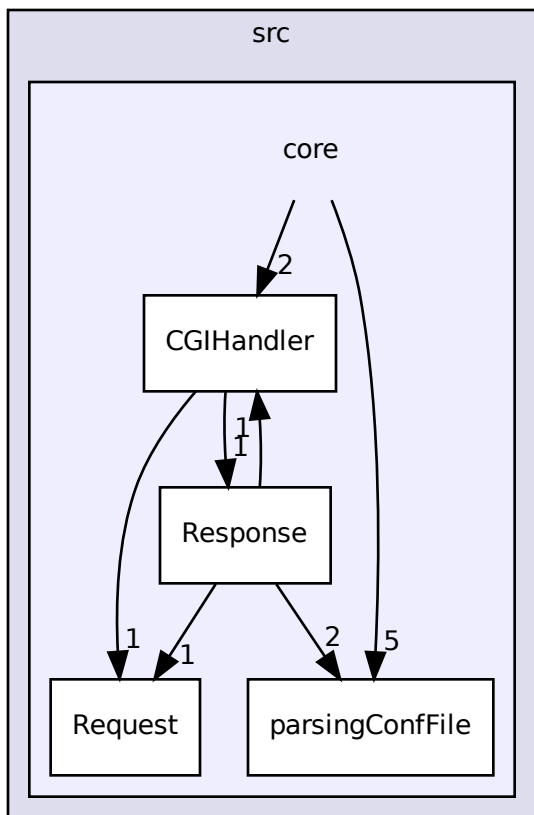 src
core
2
CGIHandler
1
1
Response
1
1
2
5
Request
parsingConfFile